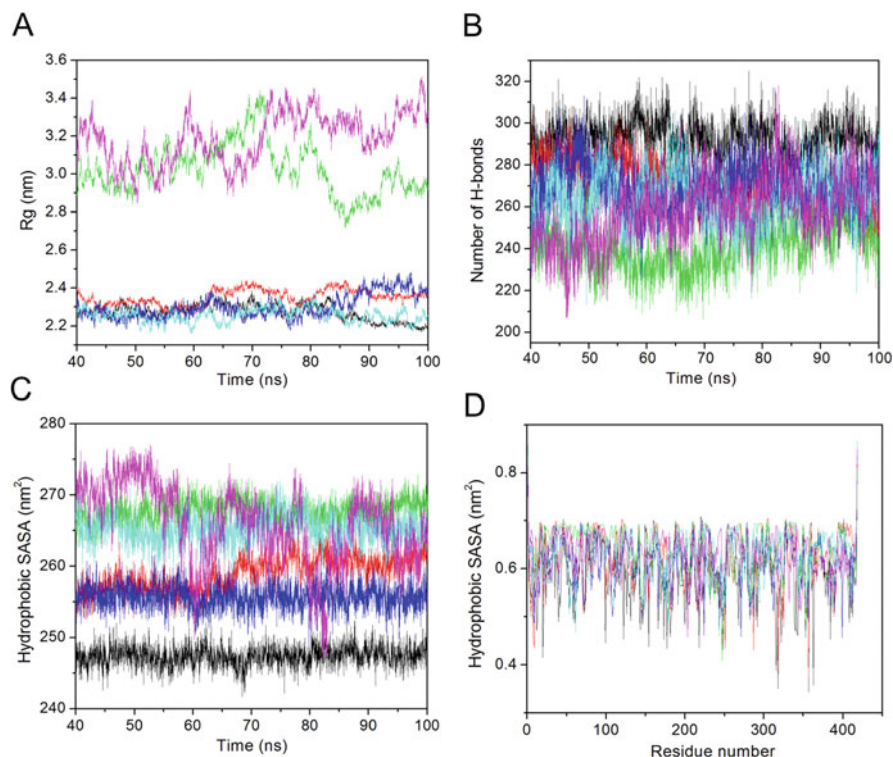 A
Rg (nm)
3.6
3.4
3.2
3.0
2.8
2.4
2.2
40 50 60 70 80 90 100
Time (ns)
B
Number of H-bonds
320
300
280
260
240
220
200
40 50 60 70 80 90 100
Time (ns)
C
Hydrophobic SASA (nm²)
280
270
260
250
240
40 50 60 70 80 90 100
Time (ns)
D
Hydrophobic SASA (nm²)
0.8
0.6
0.4
0 100 200 300 400
Residue number